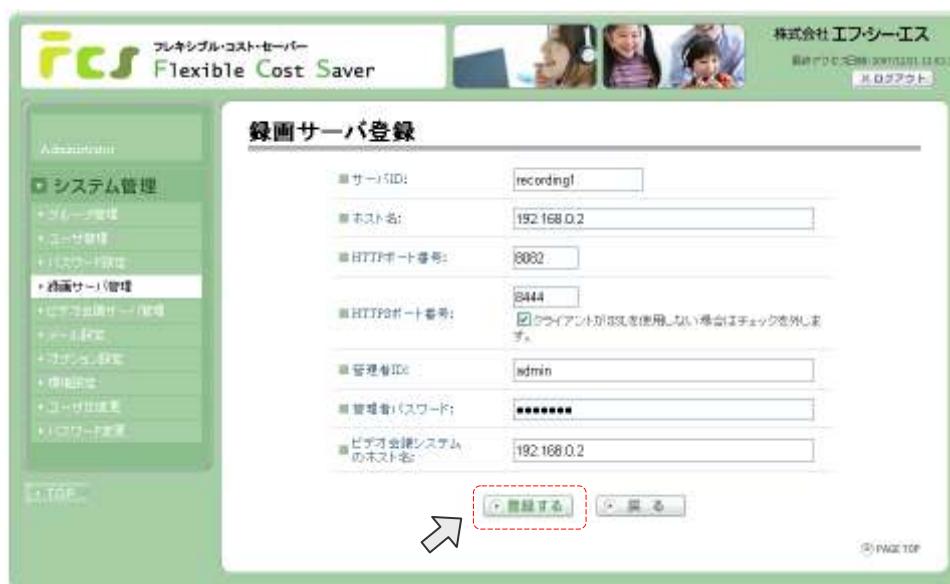 Fcs
フレキシブル・コスト・セーバー
Flexible Cost Saver
株式会社 エフ・シー・エス
ログアウト
Administrator
録画サーバ登録
システム管理
グループ管理
ユーザ管理
パスワード設定
録画サーバ管理
ビデオ会議サーバ管理
メール設定
オプション設定
環境設定
ユーザ情報変更
パスワード変更
TOP
サーバID:
recording1
ホスト名:
192.168.0.2
HTTPポート番号:
8082
HTTPSポート番号:
8444
クライアントがSSLを使用しない場合はチェックを外しま
す。
管理者ID:
admin
管理者パスワード:
●●●●●●●
ビデオ会議システム
のホスト名:
192.168.0.2
登録する
戻 る
PAGE TOP